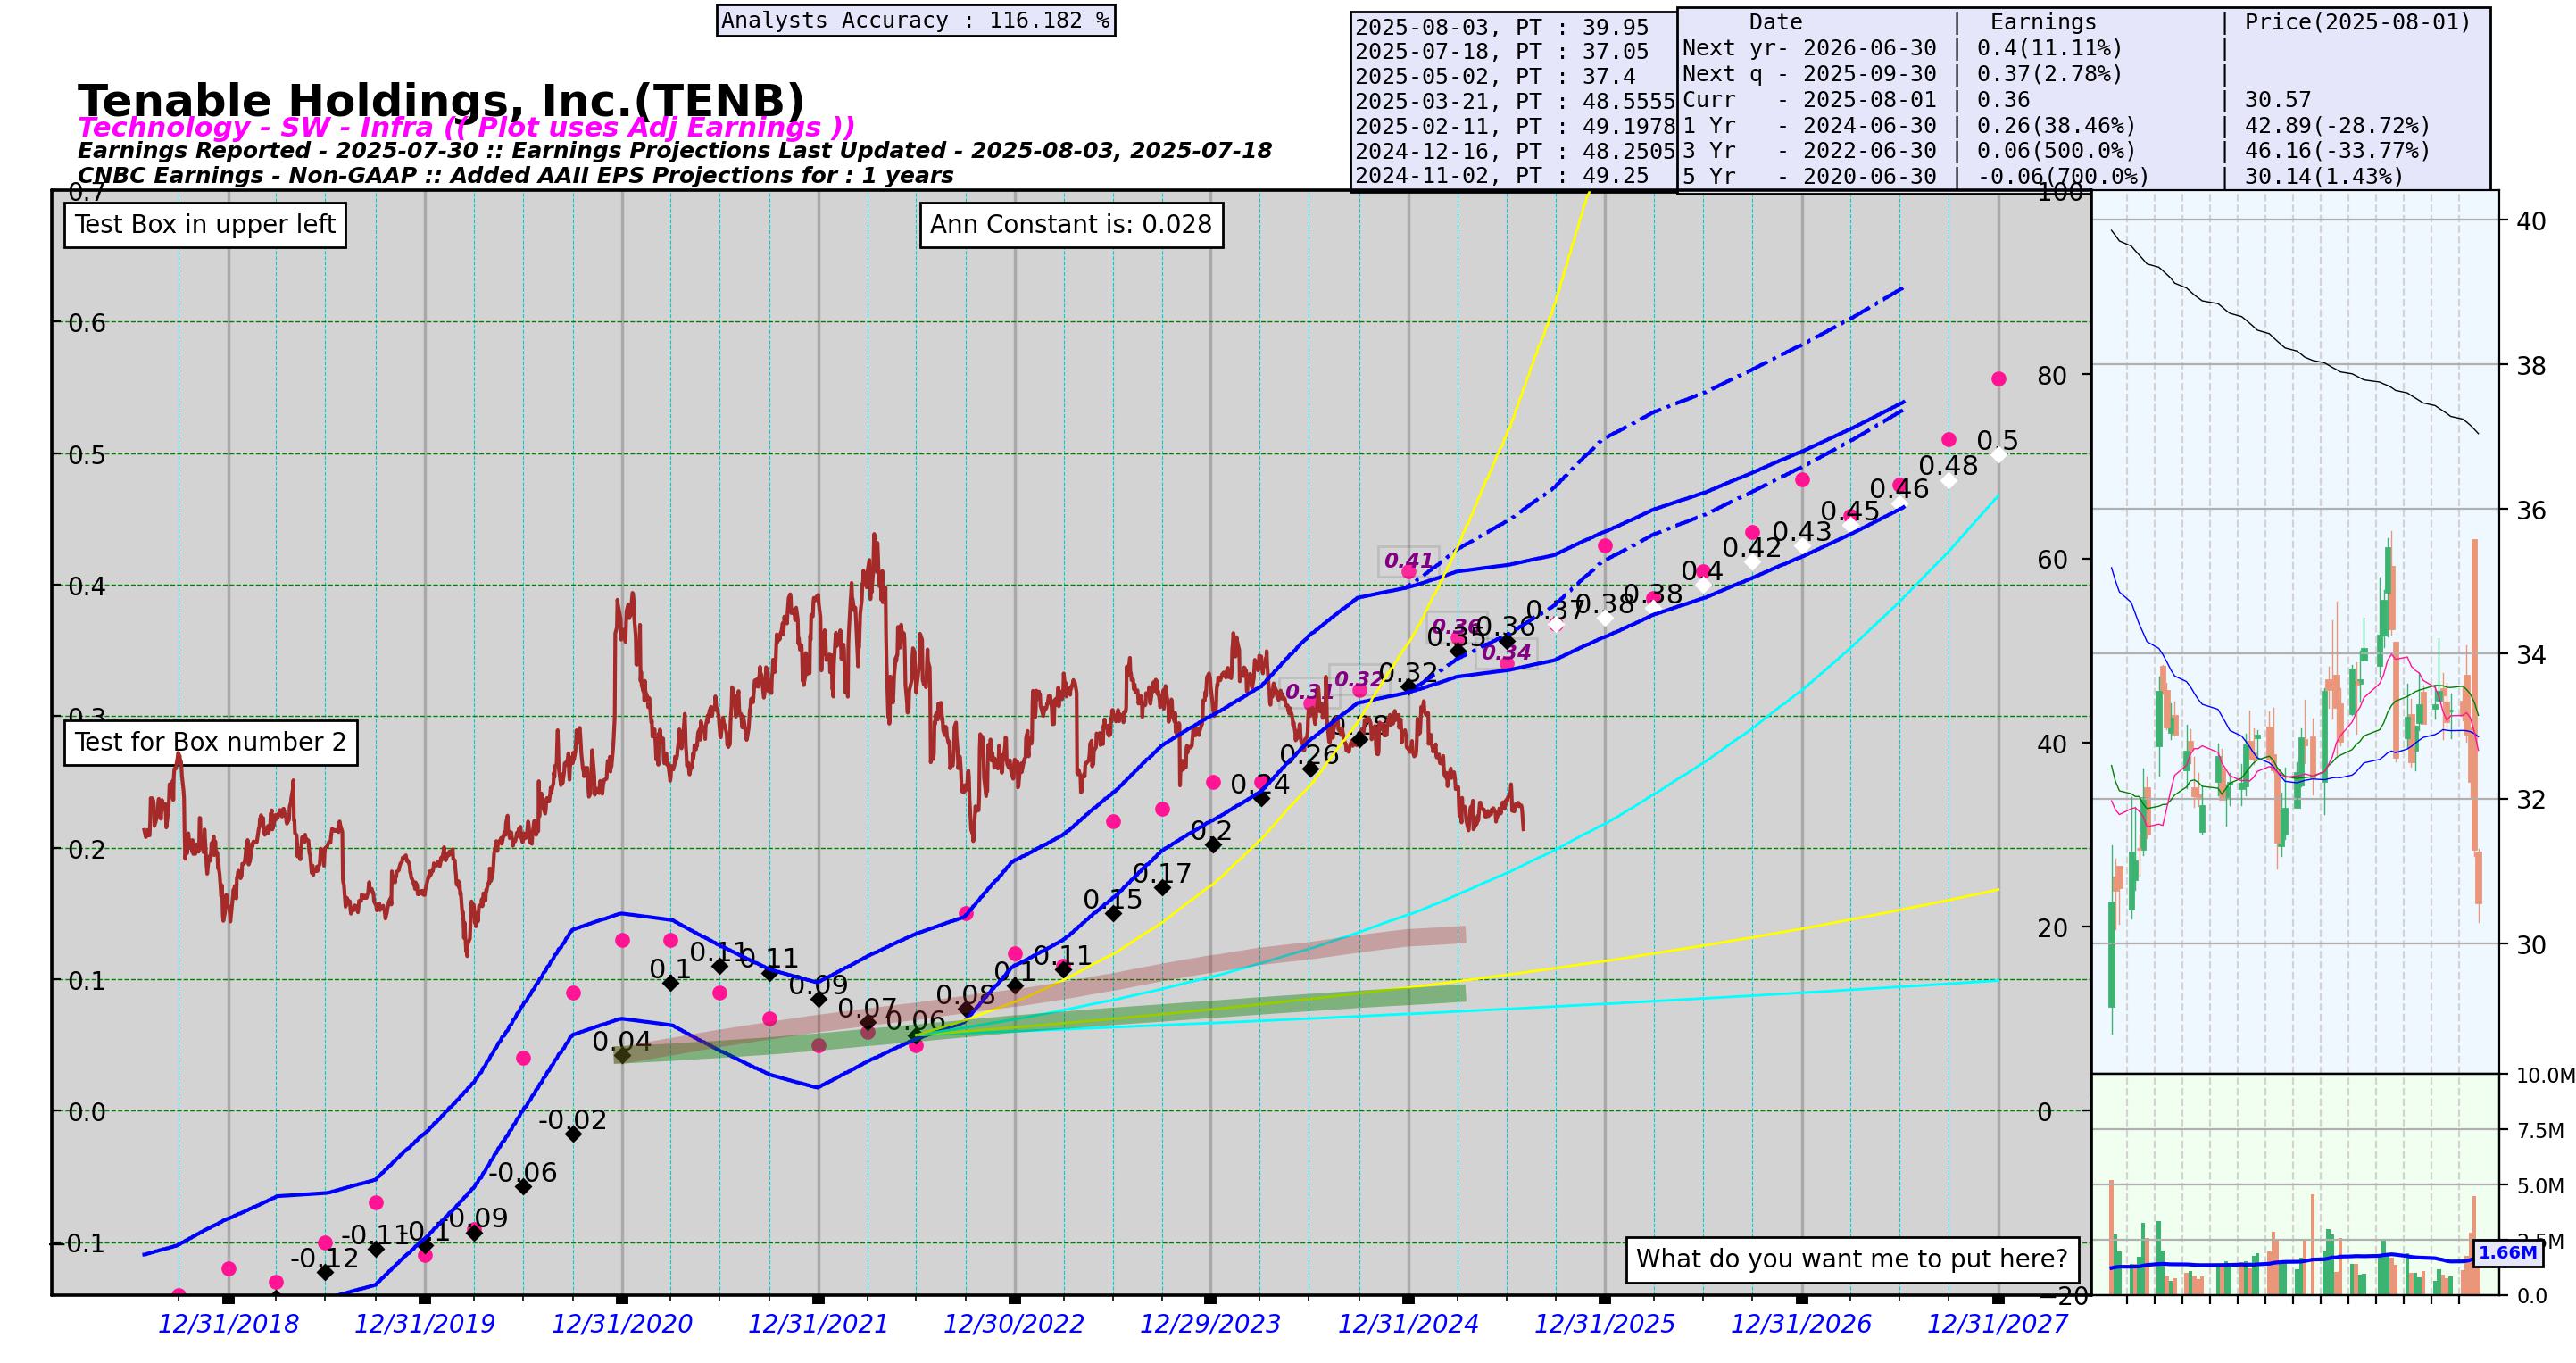 Analysts Accuracy : 116.182 %
2025-08-03, PT : 39.95
2025-07-18, PT : 37.05
2025-05-02, PT : 37.4
2025-03-21, PT : 48.5555
2025-02-11, PT : 49.1978
2024-12-16, PT : 48.2505
2024-11-02, PT : 49.25
Date | Earnings | Price(2025-08-01)
Next yr- 2026-06-30 | 0.4(11.11%) |
Next q - 2025-09-30 | 0.37(2.78%) |
Curr - 2025-08-01 | 0.36 | 30.57
1 Yr - 2024-06-30 | 0.26(38.46%) | 42.89(-28.72%)
3 Yr - 2022-06-30 | 0.06(500.0%) | 46.16(-33.77%)
5 Yr - 2020-06-30 | -0.06(700.0%) | 30.14(1.43%)
Tenable Holdings, Inc.(TENB)
Technology - SW - Infra (( Plot uses Adj Earnings ))
Earnings Reported - 2025-07-30 :: Earnings Projections Last Updated - 2025-08-03, 2025-07-18
CNBC Earnings - Non-GAAP :: Added AAII EPS Projections for : 1 years
Test Box in upper left
Ann Constant is: 0.028
Test for Box number 2
What do you want me to put here?
0.7
0.6
0.5
0.4
0.3
0.2
0.1
0.0
-0.1
-0.12
-0.11
-0.1
-0.09
-0.06
-0.02
0.04
0.1
0.11
0.11
0.09
0.07
0.06
0.08
0.1
0.11
0.15
0.17
0.2
0.24
0.26
0.28
0.32
0.35
0.36
0.37
0.38
0.38
0.4
0.42
0.43
0.45
0.46
0.48
0.5
0.31
0.32
0.41
0.36
0.34
100
80
60
40
20
0
−20
40
38
36
34
32
30
10.0M
7.5M
5.0M
1.66M
0.0
12/31/2018
12/31/2019
12/31/2020
12/31/2021
12/30/2022
12/29/2023
12/31/2024
12/31/2025
12/31/2026
12/31/2027